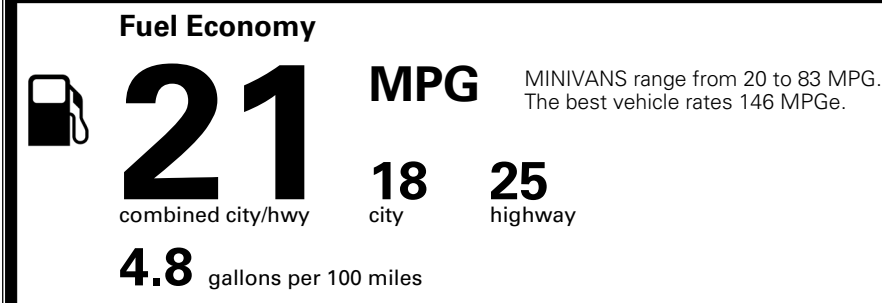 Fuel Economy
21 MPG
MINIVANS range from 20 to 83 MPG.
The best vehicle rates 146 MPGe.
18 25
combined city/hwy city highway
4.8 gallons per 100 miles